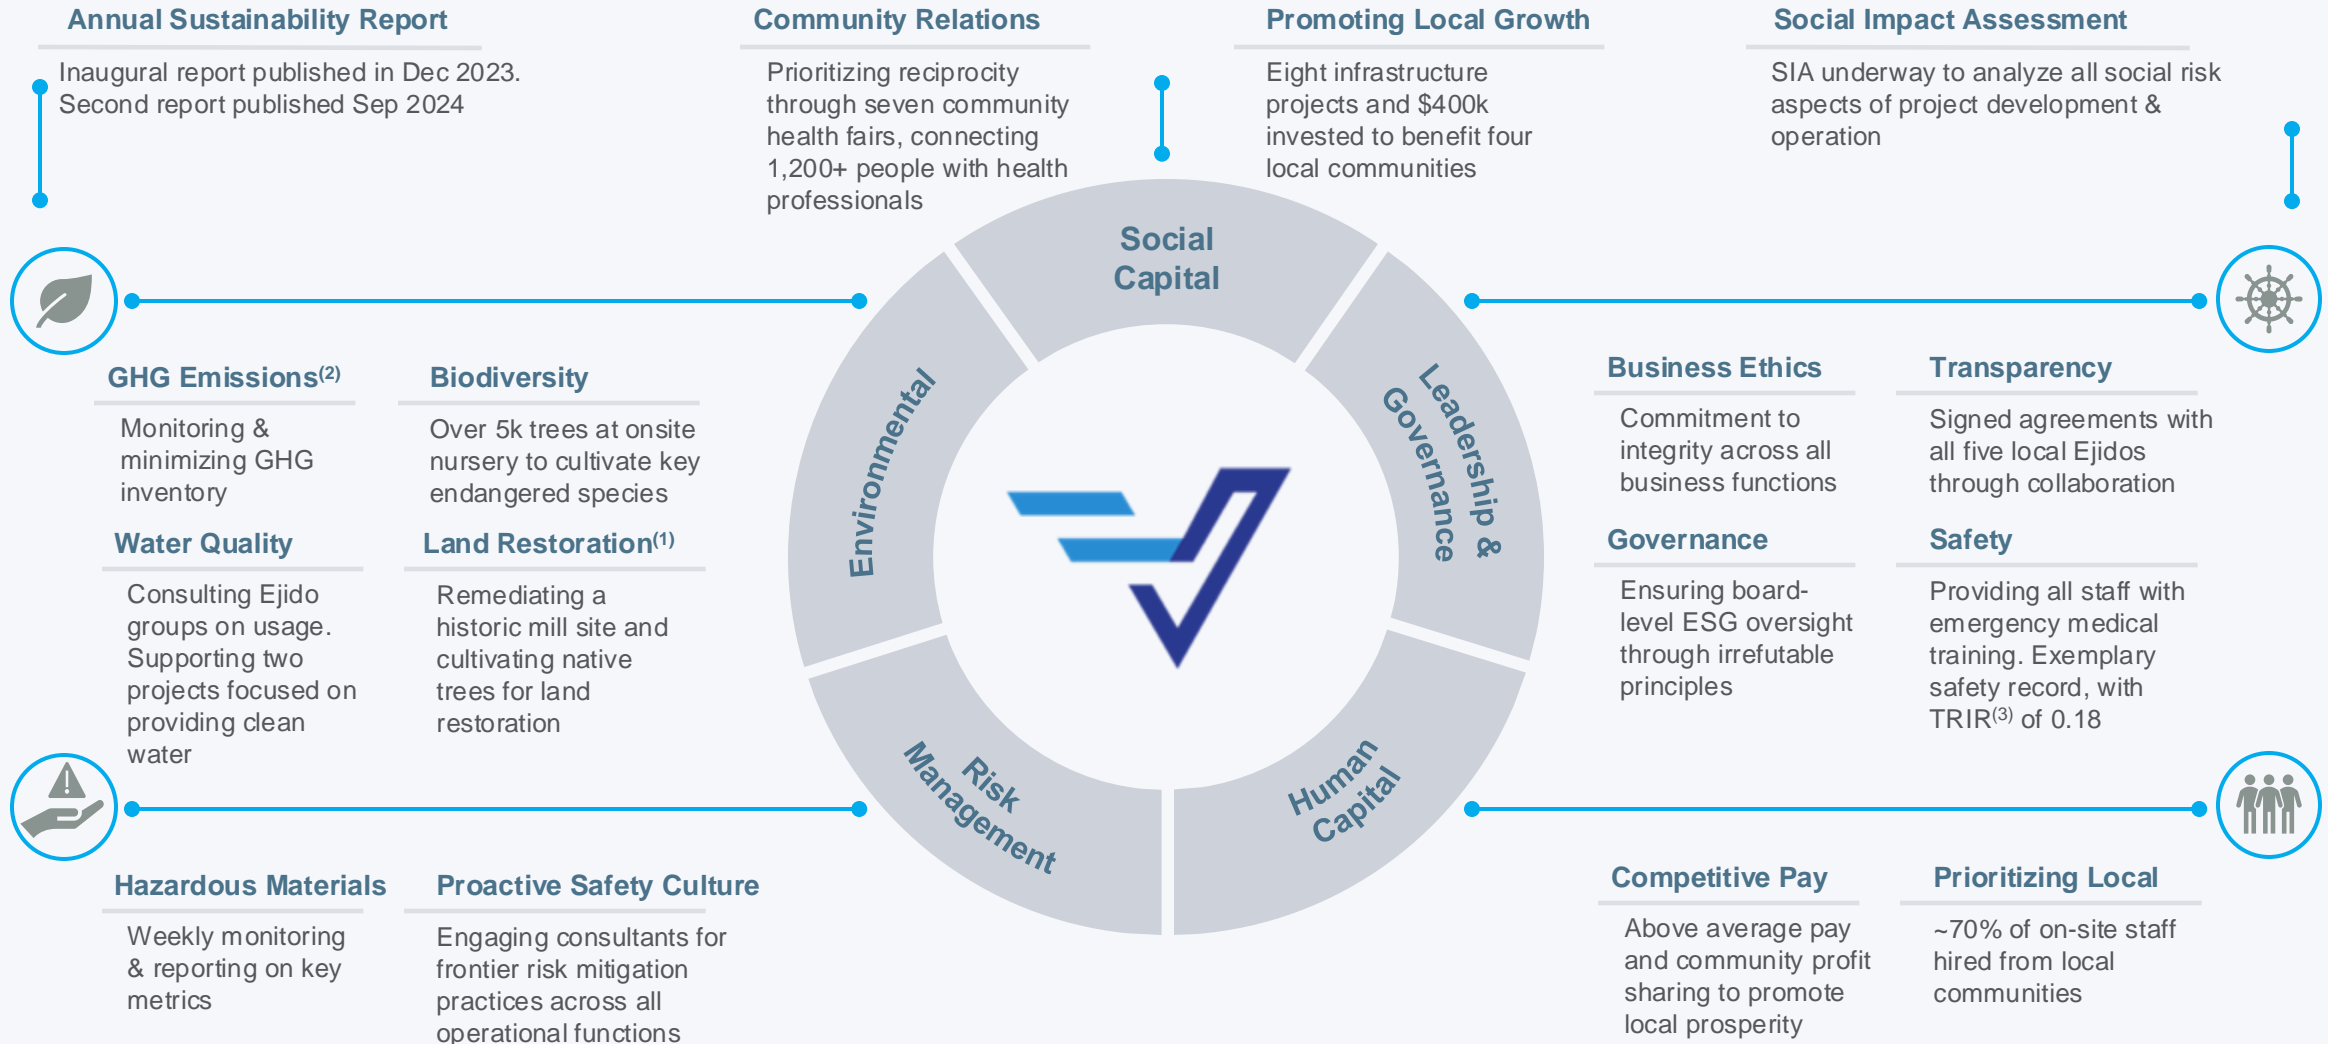 Annual Sustainability Report
Inaugural report published in Dec 2023.
Second report published Sep 2024
Community Relations
Prioritizing reciprocity
through seven community
health fairs, connecting
1,200+ people with health
professionals
Promoting Local Growth
Eight infrastructure
projects and $400k
invested to benefit four
local communities
Social Impact Assessment
SIA underway to analyze all social risk
aspects of project development &
operation
Social
Capital
Environmental
Leadership &
Governance
Risk
Management
Human
Capital
GHG Emissions(2)
Monitoring &
minimizing GHG
inventory
Biodiversity
Over 5k trees at onsite
nursery to cultivate key
endangered species
Water Quality
Consulting Ejido
groups on usage.
Supporting two
projects focused on
providing clean
water
Land Restoration(1)
Remediating a
historic mill site and
cultivating native
trees for land
restoration
Business Ethics
Commitment to
integrity across all
business functions
Transparency
Signed agreements with
all five local Ejidos
through collaboration
Governance
Ensuring board-
level ESG oversight
through irrefutable
principles
Safety
Providing all staff with
emergency medical
training. Exemplary
safety record, with
TRIR(3) of 0.18
Hazardous Materials
Weekly monitoring
& reporting on key
metrics
Proactive Safety Culture
Engaging consultants for
frontier risk mitigation
practices across all
operational functions
Competitive Pay
Above average pay
and community profit
sharing to promote
local prosperity
Prioritizing Local
~70% of on-site staff
hired from local
communities